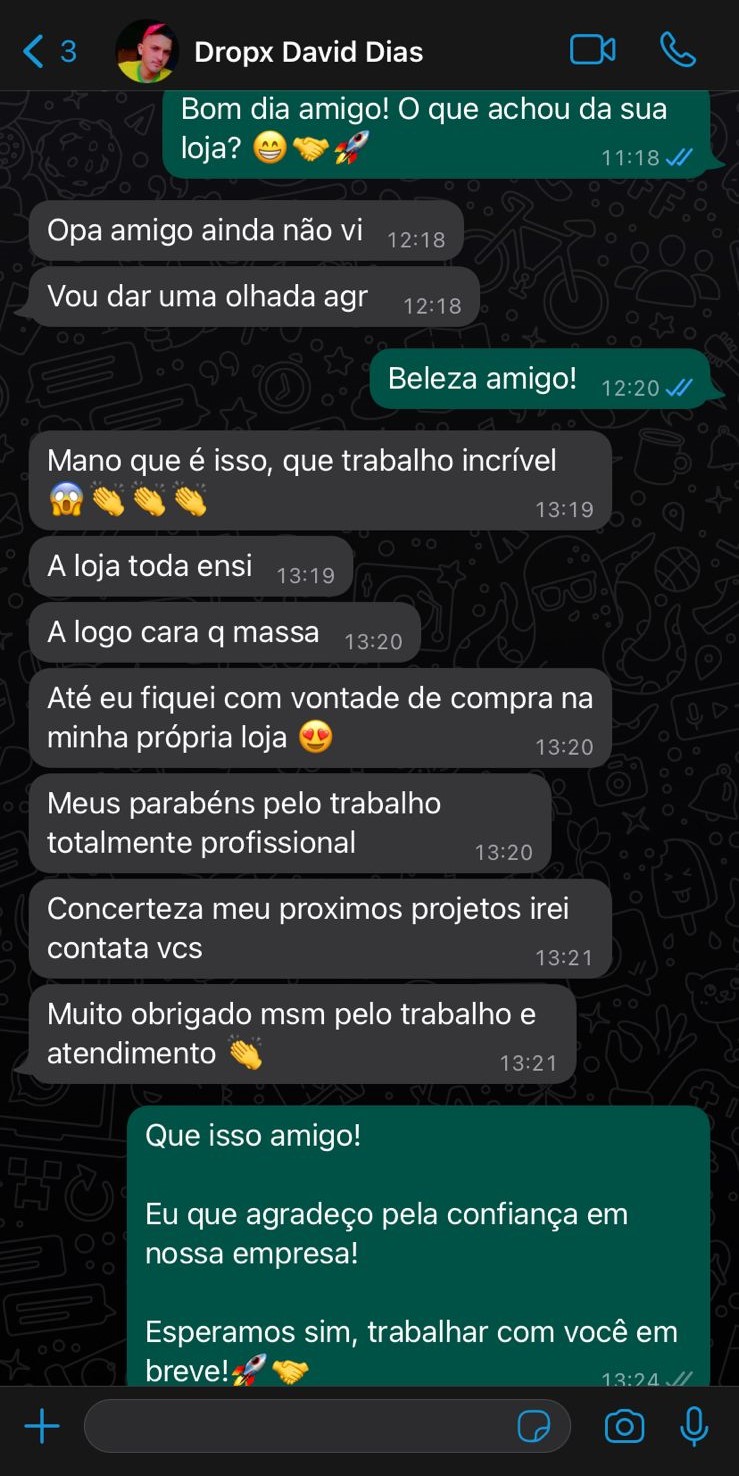 3
Dropx David Dias
Bom dia amigo! O que achou da sua
loja? 😁🤝🚀
11:18
Opa amigo ainda não vi 12:18
Vou dar uma olhada agr 12:18
Beleza amigo! 12:20
Mano que é isso, que trabalho incrível
😱👏👏👏
13:19
A loja toda ensi 13:19
A logo cara q massa 13:20
Até eu fiquei com vontade de compra na
minha própria loja 😍
13:20
Meus parabéns pelo trabalho
totalmente profissional
13:20
Concerteza meu proximos projetos irei
contata vcs
13:21
Muito obrigado msm pelo trabalho e
atendimento 👏
13:21
Que isso amigo!
Eu que agradeço pela confiança em
nossa empresa!
Esperamos sim, trabalhar com você em
breve!🚀🤝
13:24